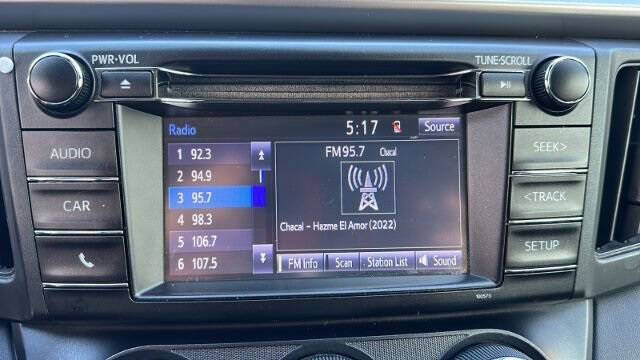 PWR•VOL
TUNE•SCROLL
AUDIO
CAR
Radio
5:17
Source
1 92.3
2 94.9
3 95.7
4 98.3
5 106.7
6 107.5
FM 95.7 Chacal
Chacal - Hazme El Amor (2022)
FM Info
Scan
Station List
Sound
SEEK>
<TRACK
SETUP